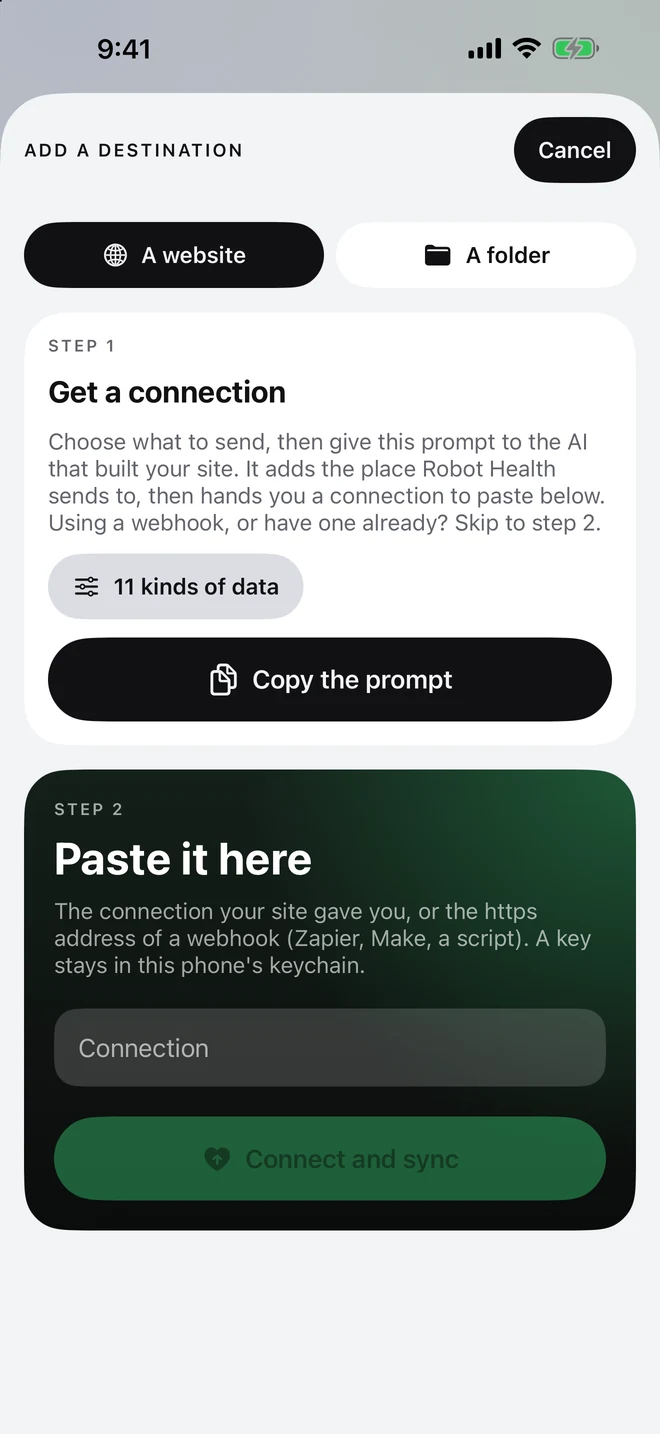 9:41
ADD A DESTINATION
Cancel
A website
A folder
STEP 1
Get a connection
Choose what to send, then give this prompt to the AI
that built your site. It adds the place Robot Health
sends to, then hands you a connection to paste below.
Using a webhook, or have one already? Skip to step 2.
11 kinds of data
Copy the prompt
STEP 2
Paste it here
The connection your site gave you, or the https
address of a webhook (Zapier, Make, a script). A key
stays in this phone's keychain.
Connection
Connect and sync